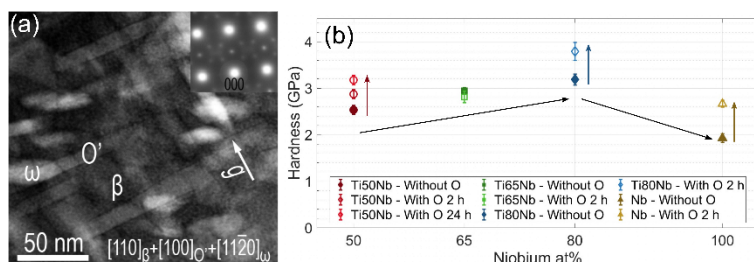 (a)
000
O'
ω
β
g
50 nm
[110]β+[100]O'+[112̄0]ω
(b)
Hardness (GPa)
4
3
2
1
0
Ti50Nb - Without O
Ti50Nb - With O 2 h
Ti50Nb - With O 24 h
Ti65Nb - Without O
Ti65Nb - With O 2 h
Ti80Nb - Without O
Ti80Nb - With O 2 h
Nb - Without O
Nb - With O 2 h
50
65
80
100
Niobium at%